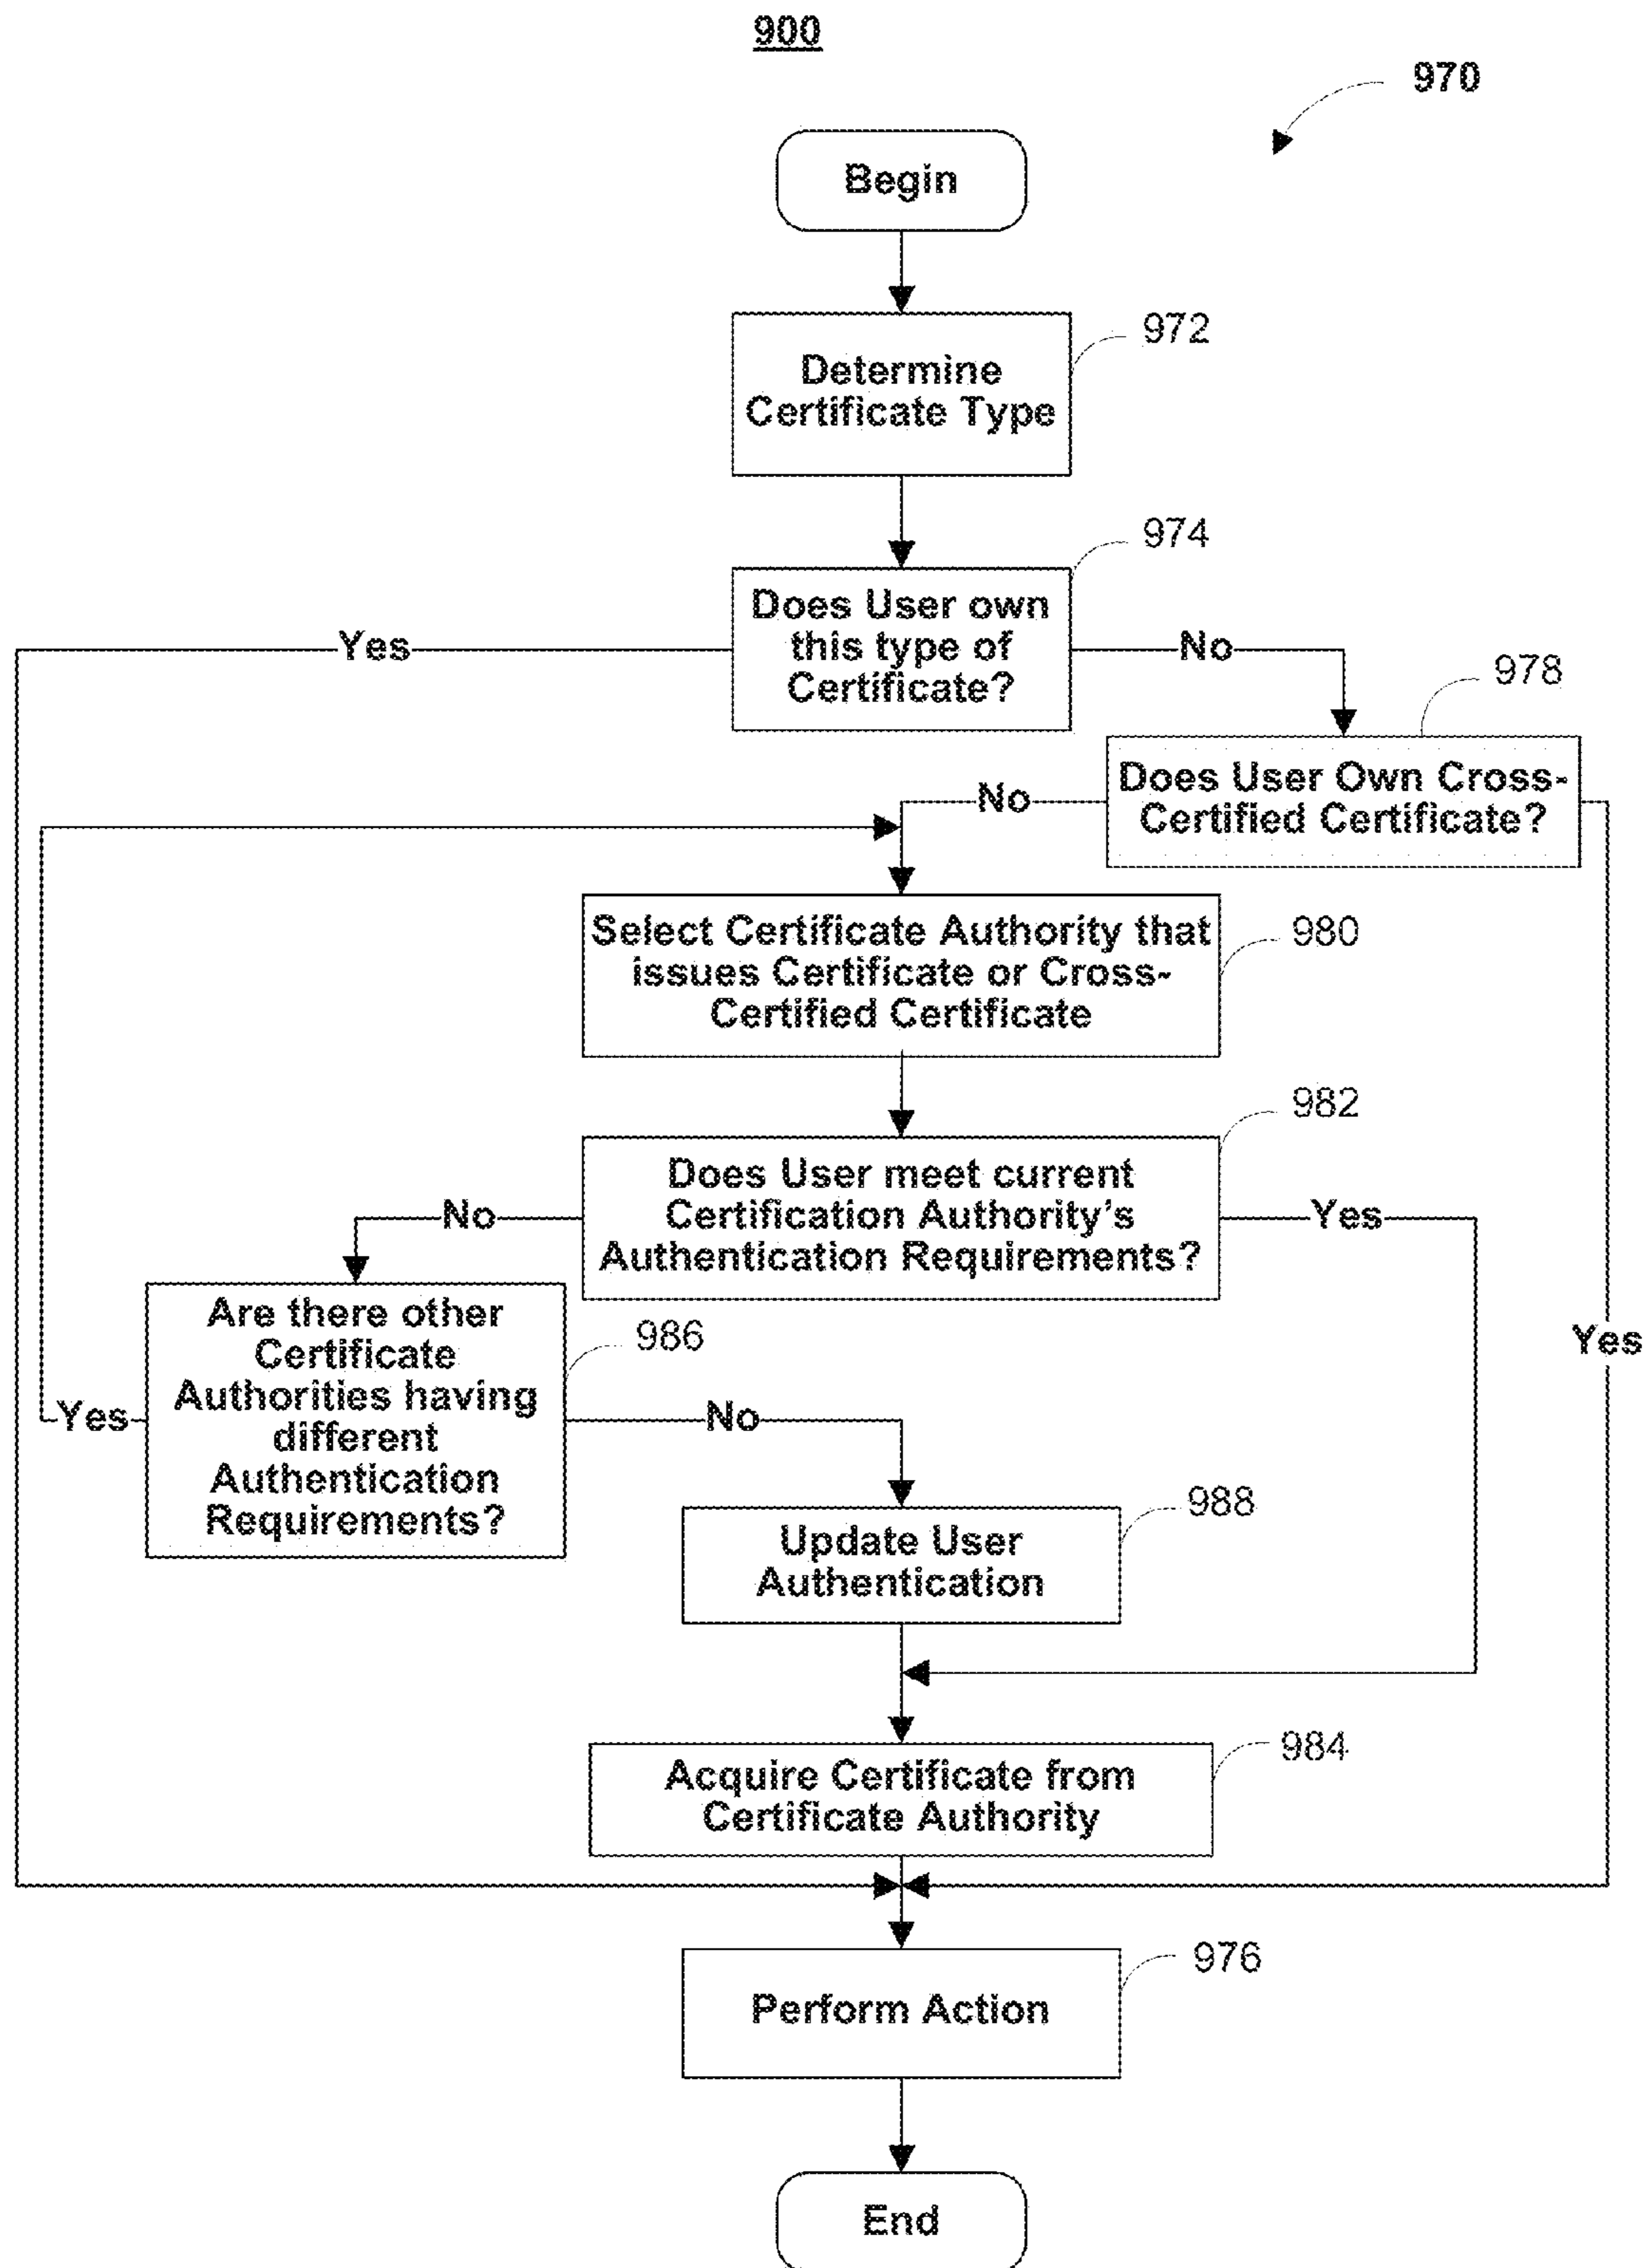 900
970
Begin
972
Determine
Certificate Type
974
Does User own
this type of
Certificate?
Yes
No
978
Does User Own Cross-
Certified Certificate?
No
Select Certificate Authority that
issues Certificate or Cross-
Certified Certificate
980
982
Does User meet current
Certification Authority's
Authentication Requirements?
No
Yes
Are there other
Certificate
Authorities having
different
Authentication
Requirements?
986
Yes
Yes
No
988
Update User
Authentication
984
Acquire Certificate from
Certificate Authority
976
Perform Action
End